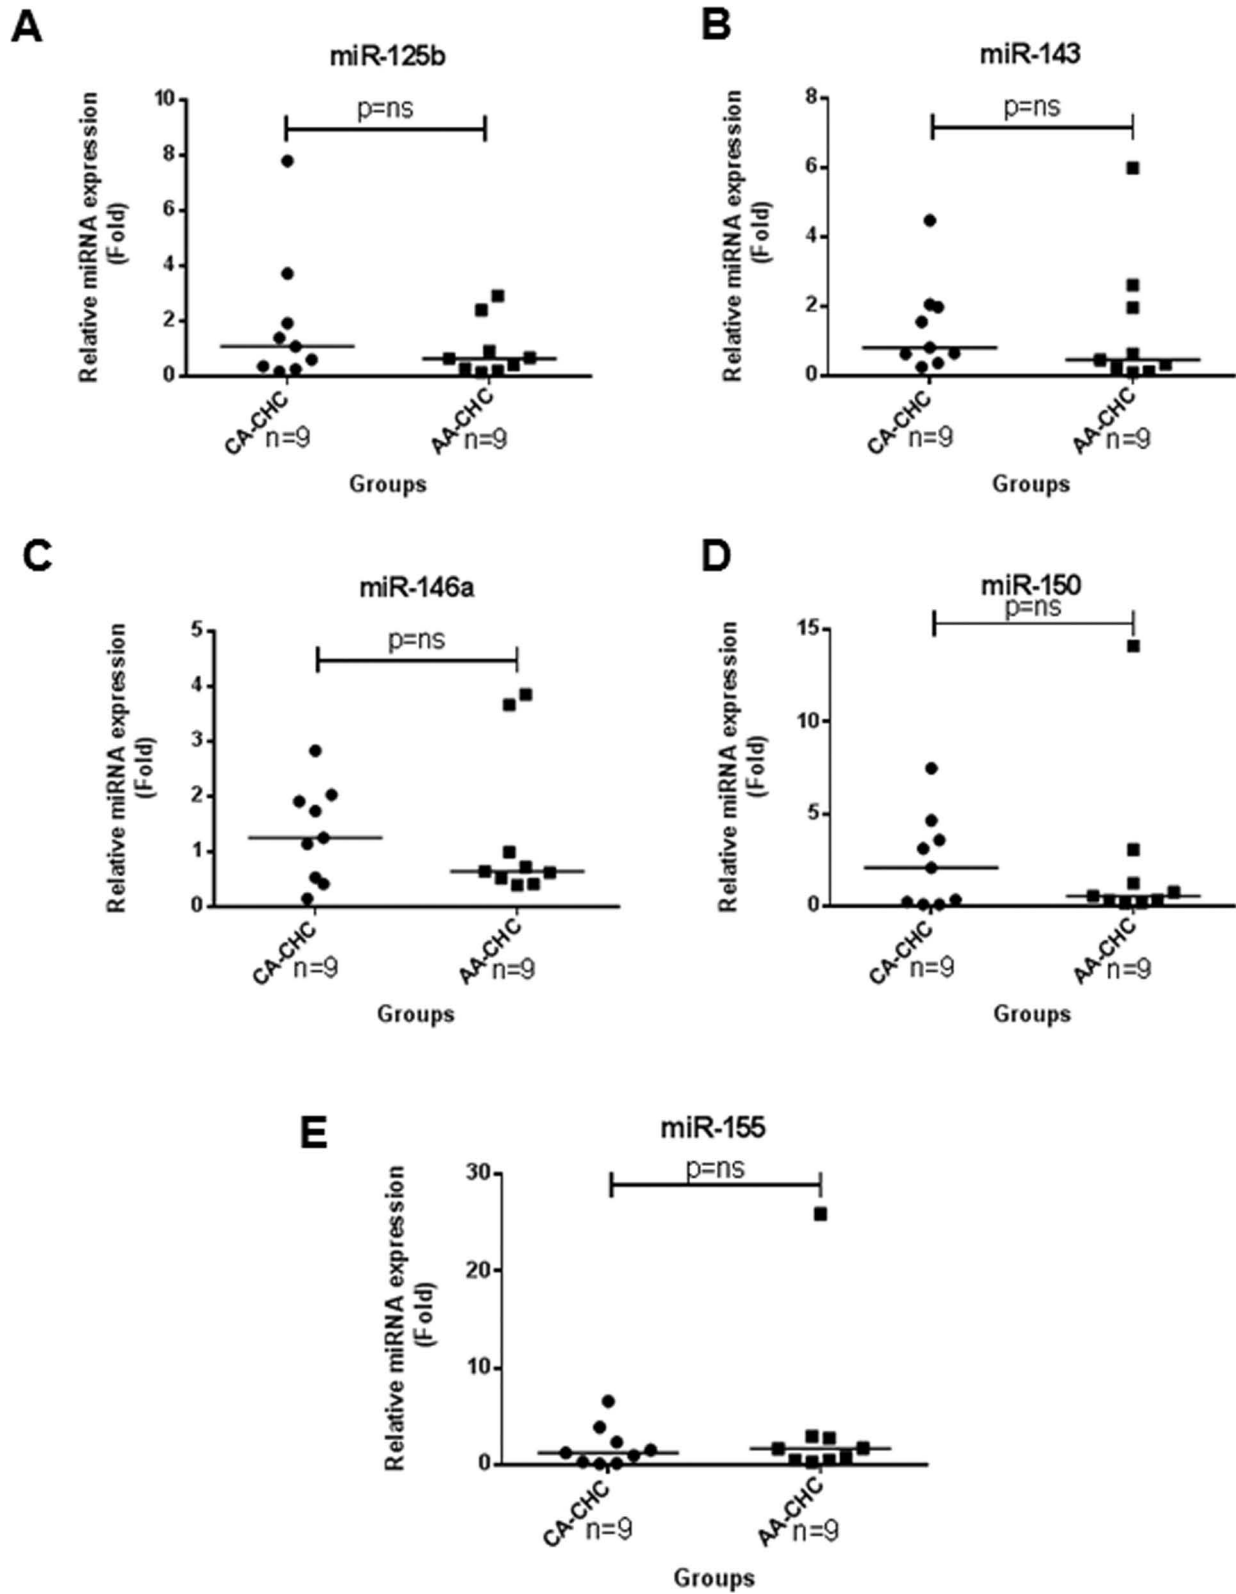 A
miR-125b
p=ns
Relative miRNA expression
(Fold)
10
8
6
4
2
0
CA-CHC
n=9
AA-CHC
n=9
Groups
B
miR-143
p=ns
Relative miRNA expression
(Fold)
8
6
4
2
0
CA-CHC
n=9
AA-CHC
n=9
Groups
C
miR-146a
p=ns
Relative miRNA expression
(Fold)
5
4
3
2
1
0
CA-CHC
n=9
AA-CHC
n=9
Groups
D
miR-150
p=ns
Relative miRNA expression
(Fold)
15
10
5
0
CA-CHC
n=9
AA-CHC
n=9
Groups
E
miR-155
p=ns
Relative miRNA expression
(Fold)
30
20
10
0
CA-CHC
n=9
AA-CHC
n=9
Groups